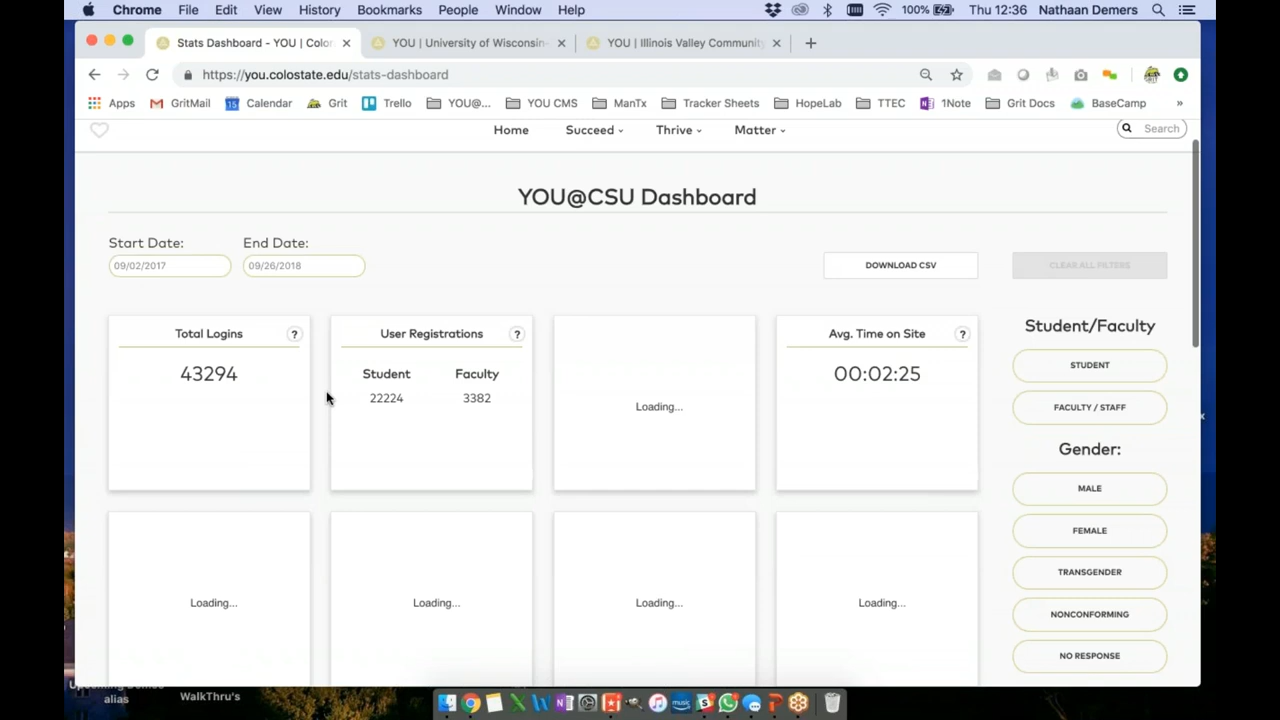 Chrome File Edit View History Bookmarks People Window Help 100% Thu 12:36 Nathaan Demers
Stats Dashboard - YOU | Color YOU | University of Wisconsin- YOU | Illinois Valley Community
https://you.colostate.edu/stats-dashboard
Apps GritMail Calendar Grit Trello YOU@... YOU CMS ManTx Tracker Sheets HopeLab TTEC 1Note Grit Docs BaseCamp »
Home Succeed Thrive Matter Search
YOU@CSU Dashboard
Start Date: End Date:
09/02/2017 09/26/2018 DOWNLOAD CSV CLEAR ALL FILTERS
Total Logins ? User Registrations ? Avg. Time on Site ? Student/Faculty
43294 Student Faculty 00:02:25 STUDENT
22224 3382 Loading... FACULTY / STAFF
Gender:
MALE
FEMALE
TRANSGENDER
Loading... Loading... Loading... Loading... NONCONFORMING
NO RESPONSE
alias WalkThru's